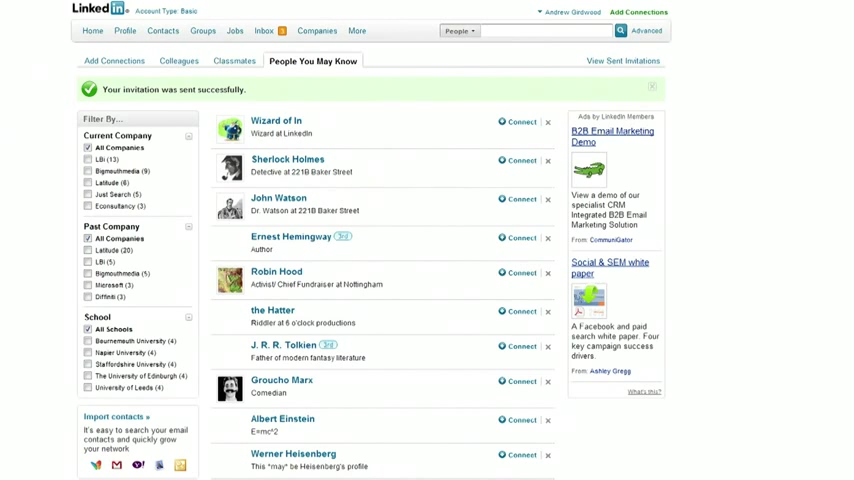 Linked in Account Type: Basic
Andrew Girdwood Add Connections
Home Profile Contacts Groups Jobs Inbox 3 Companies More
People Advanced
Add Connections Colleagues Classmates People You May Know View Sent Invitations
Your invitation was sent successfully.
Filter By...
Current Company
All Companies
LBi (13)
Bigmouthmedia (9)
Latitude (6)
Just Search (5)
Econsultancy (3)
Past Company
All Companies
Latitude (20)
LBi (5)
Bigmouthmedia (5)
Microsoft (3)
Diffiniti (3)
School
All Schools
Bournemouth University (4)
Napier University (4)
Staffordshire University (4)
The University of Edinburgh (4)
University of Leeds (4)
Import contacts »
It's easy to search your email
contacts and quickly grow
your network
Wizard of In
Wizard at LinkedIn
Connect
Sherlock Holmes
Detective at 221B Baker Street
Connect
John Watson
Dr. Watson at 221B Baker Street
Connect
Ernest Hemingway 3rd
Author
Connect
Robin Hood
Activist/ Chief Fundraiser at Nottingham
Connect
the Hatter
Riddler at 6 o'clock productions
Connect
J. R. R. Tolkien 3rd
Father of modern fantasy literature
Connect
Groucho Marx
Comedian
Connect
Albert Einstein
E=mc^2
Connect
Werner Heisenberg
This *may* be Heisenberg's profile
Connect
Ads by LinkedIn Members
B2B Email Marketing
Demo
View a demo of our
specialist CRM
Integrated B2B Email
Marketing Solution
From: CommuniGator
Social & SEM white
paper
A Facebook and paid
search white paper. Four
key campaign success
drivers.
From: Ashley Gregg
What's this?